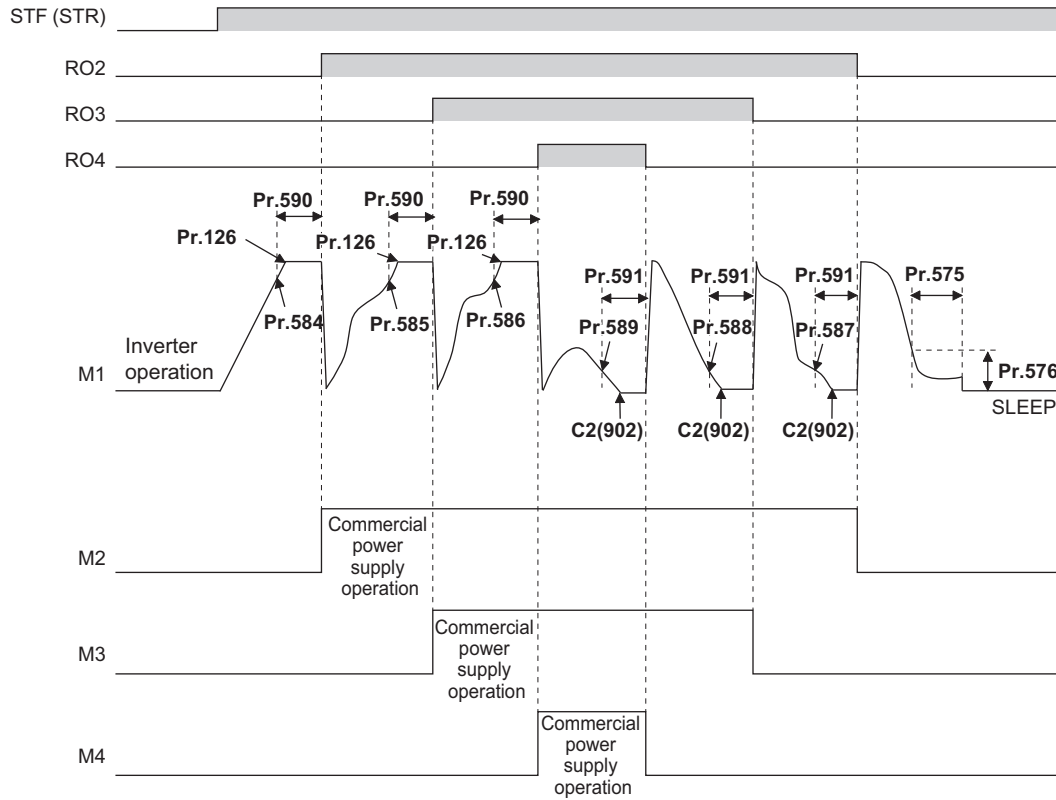 STF (STR)
RO2
RO3
RO4
Pr.590 Pr.590 Pr.590
Pr.126 Pr.126 Pr.126
Pr.591 Pr.591 Pr.591 Pr.575
Pr.584 Pr.585 Pr.586 Pr.589 Pr.588 Pr.587
Inverter
operation
M1
Pr.576
SLEEP
C2(902) C2(902) C2(902)
M2
Commercial
power
supply
operation
M3
Commercial
power
supply
operation
M4
Commercial
power
supply
operation